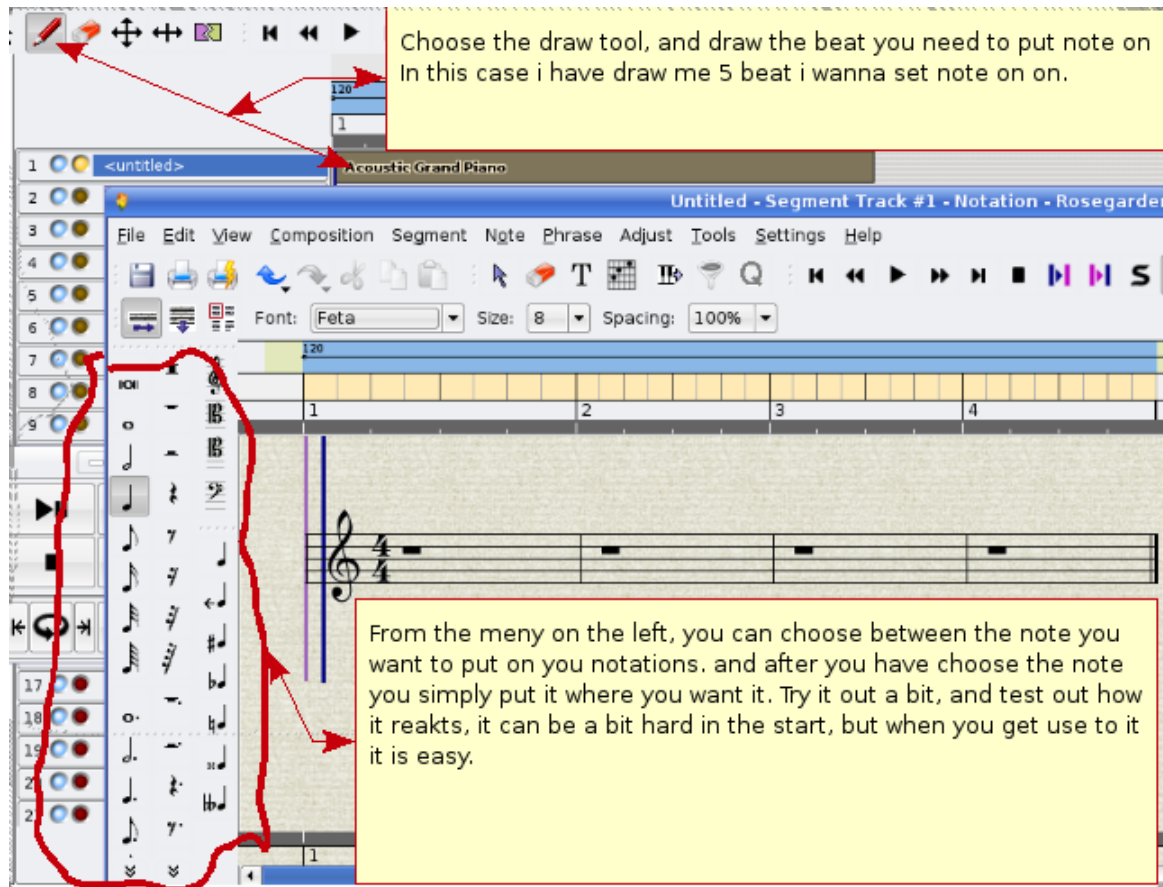 Choose the draw tool, and draw the beat you need to put note on
In this case i have draw me 5 beat i wanna set note on on.
120
1
1 <untitled>
Acoustic Grand Piano
2
Untitled - Segment Track #1 - Notation - Rosegarde
3
File Edit View Composition Segment Note Phrase Adjust Tools Settings Help
4
5
6
Font: Feta Size: 8 Spacing: 100%
7
120
8
1 2 3 4
9
4
4
From the meny on the left, you can choose between the note you
want to put on you notations. and after you have choose the note
you simply put it where you want it. Try it out a bit, and test out how
it reakts, it can be a bit hard in the start, but when you get use to it
it is easy.
17
18
19
1